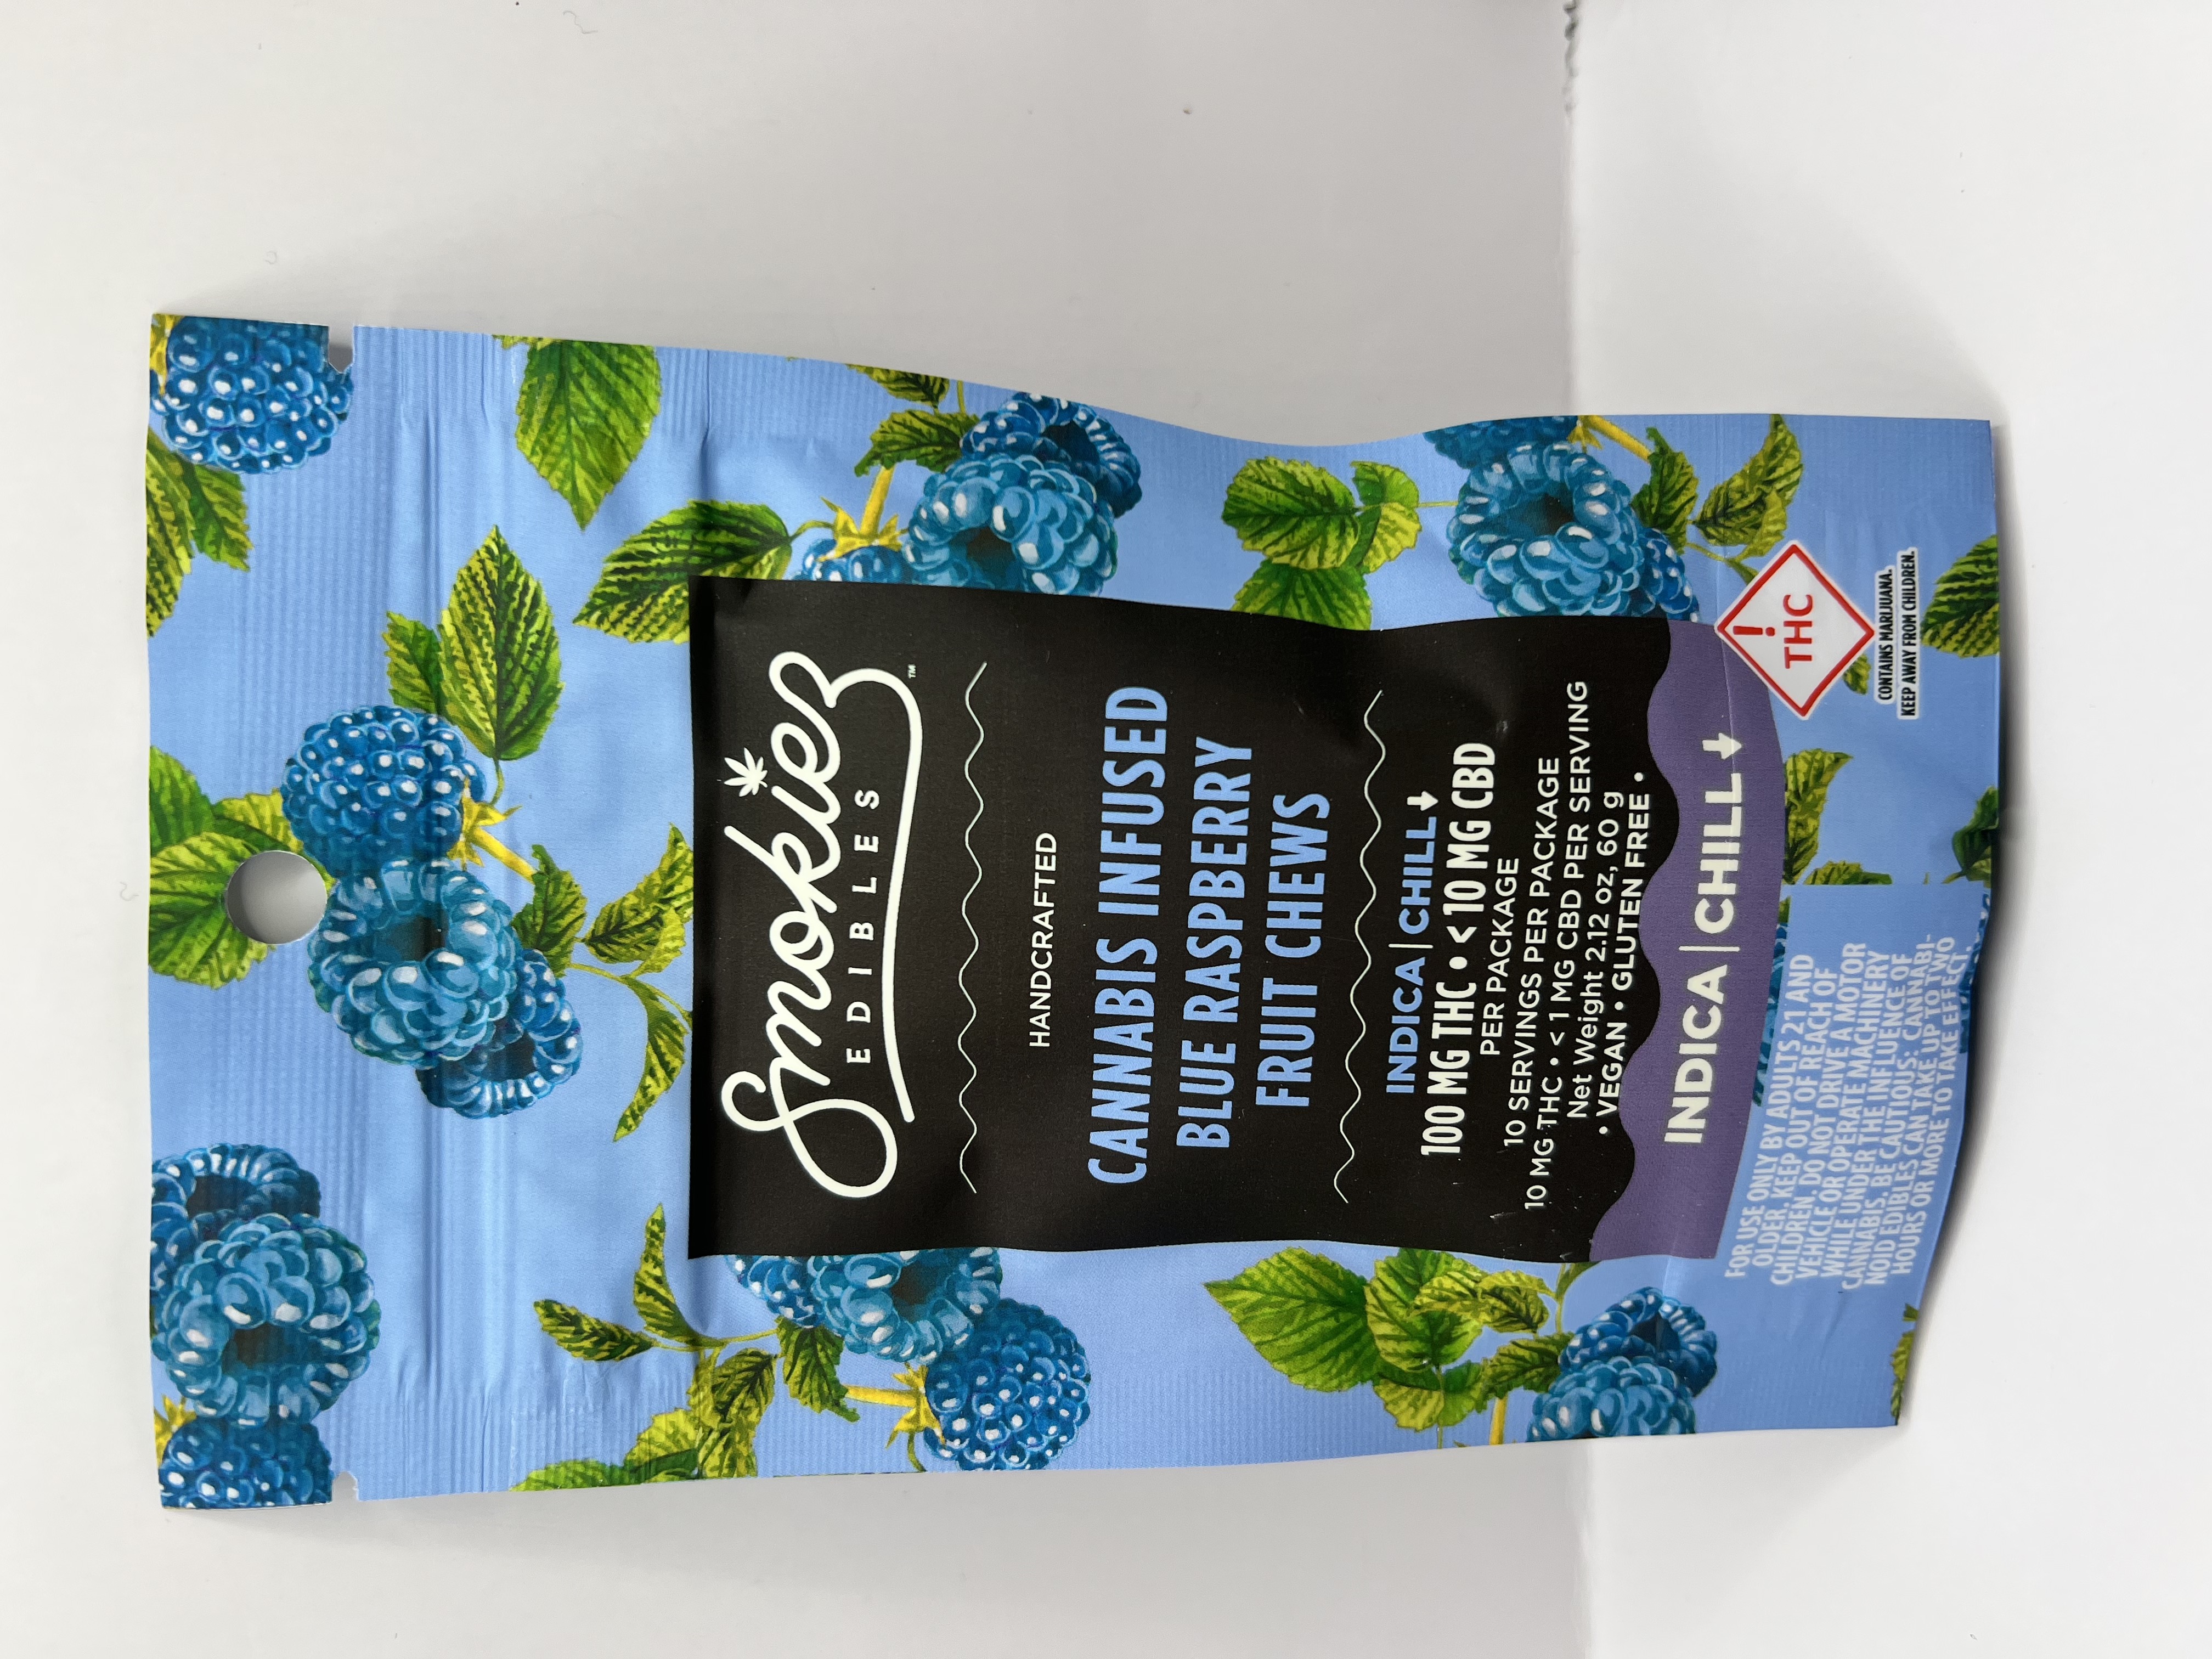 Smokiez™
EDIBLES
HANDCRAFTED
CANNABIS INFUSED
BLUE RASPBERRY
FRUIT CHEWS
INDICA | CHILL↓
100 MG THC • < 10 MG CBD
PER PACKAGE
10 SERVINGS PER PACKAGE
10 MG THC • < 1 MG CBD PER SERVING
Net Weight 2.12 oz, 60 g
• VEGAN • GLUTEN FREE •
INDICA | CHILL↓
FOR USE ONLY BY ADULTS 21 AND
OLDER. KEEP OUT OF REACH OF
CHILDREN. DO NOT DRIVE A MOTOR
VEHICLE OR OPERATE MACHINERY
WHILE UNDER THE INFLUENCE OF
CANNABIS. BE CAUTIOUS: CANNABI-
NOID EDIBLES CAN TAKE UP TO TWO
HOURS OR MORE TO TAKE EFFECT.
!
THC
CONTAINS MARIJUANA.
KEEP AWAY FROM CHILDREN.